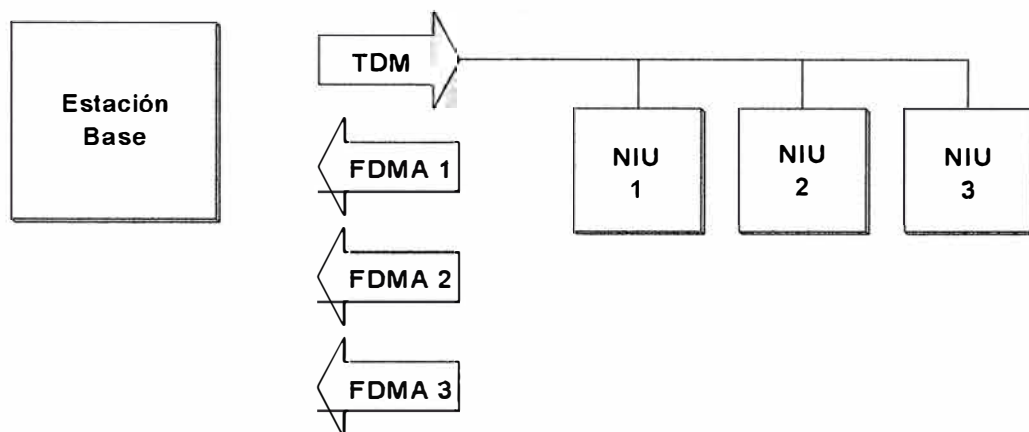 Estación
Base
TDM
FDMA 1
FDMA 2
FDMA 3
NIU
1
NIU
2
NIU
3